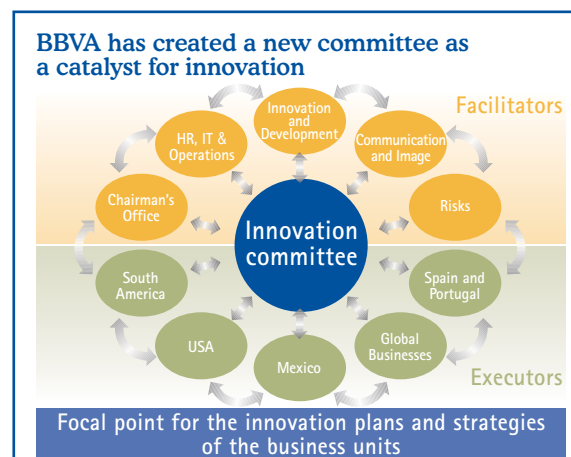 BBVA has created a new committee as
a catalyst for innovation
Facilitators
Innovation
and
Development
HR, IT &
Operations
Communication
and Image
Chairman's
Office
Risks
Innovation
committee
South
America
Spain and
Portugal
USA
Global
Businesses
Mexico
Executors
Focal point for the innovation plans and strategies
of the business units